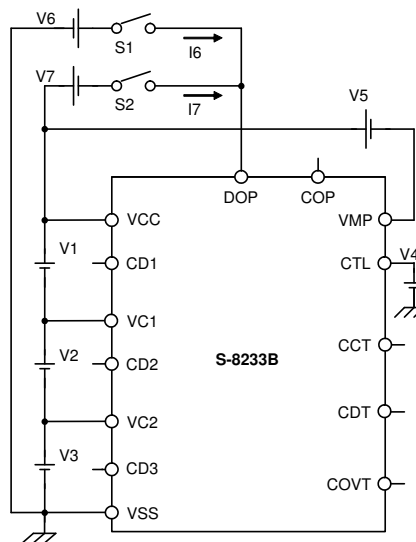 V6
S1
I6
V7
S2
I7
V5
DOP
COP
VCC
VMP
V1
CD1
CTL
V4
VC1
V2
CD2
S-8233B
CCT
VC2
CDT
V3
CD3
COVT
VSS